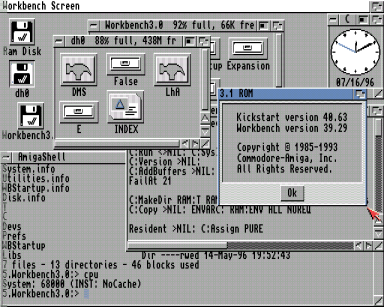 Workbench Screen
Workbench3.0 92% full, 66K fre
C
Ram Disk
dh0 88% full, 438M fr
Expansion
dh0
False
DMS
LhA
07/16/96
Workbench3.
E
INDEX
3.1 ROM
Kickstart version 40.63
Workbench version 39.29
Copyright © 1985-1993
Commodore-Amiga, Inc.
All Rights Reserved.
Ok
C:Version >NIL:
C:AddBuffers >NIL:
FailAt 21
C:MakeDir RAM:T RAM
C:Copy >NIL: ENVARC: RAM:ENV ALL NOREQ
Resident >NIL: C:Assign PURE
AmigaShell
System.info
Utilities.info
WBStartup.info
Disk.info
T
C
Devs
Prefs
WBStartup
Libs Dir ----rwed 14-May-96 19:52:43
7 files - 13 directories - 46 blocks used
5.Workbench3.0:> cpu
System: 68000 (INST: NoCache)
5.Workbench3.0:>